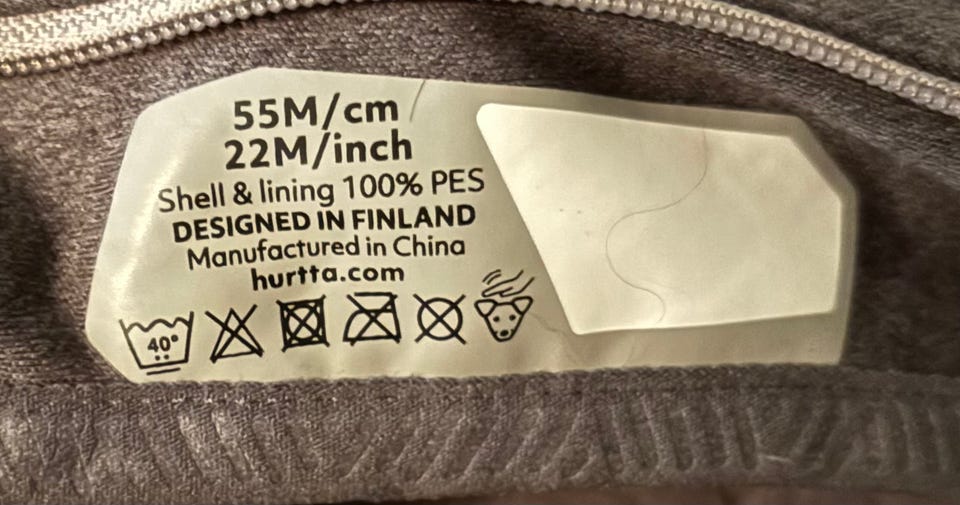 55M/cm
22M/inch
Shell & lining 100% PES
DESIGNED IN FINLAND
Manufactured in China
hurtta.com
40°